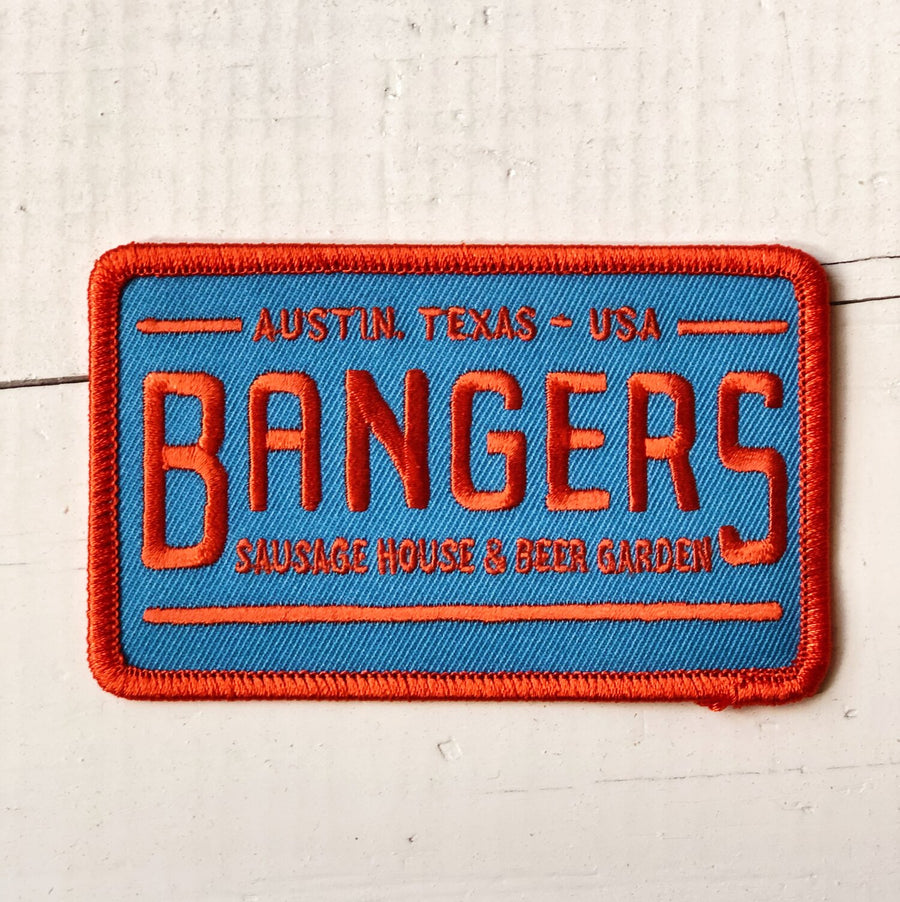 AUSTIN. TEXAS - USA
BANGERS
SAUSAGE HOUSE & BEER GARDEN